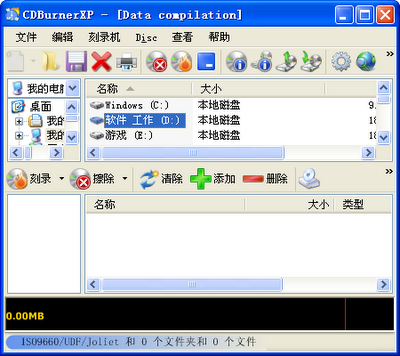 CDBurnerXP - [Data compilation]
文件 编辑 刻录机 Disc 查看 帮助
我的电脑
名称 大小
桌面
Windows (C:) 本地磁盘 9.
我的
软件 工作 (D:) 本地磁盘 18
我的
游戏 (E:) 本地磁盘 18
刻录 擦除 清除 添加 删除
名称 大小 类型
0.00MB
ISO9660/UDF/Joliet 和 0 个文件夹和 0 个文件